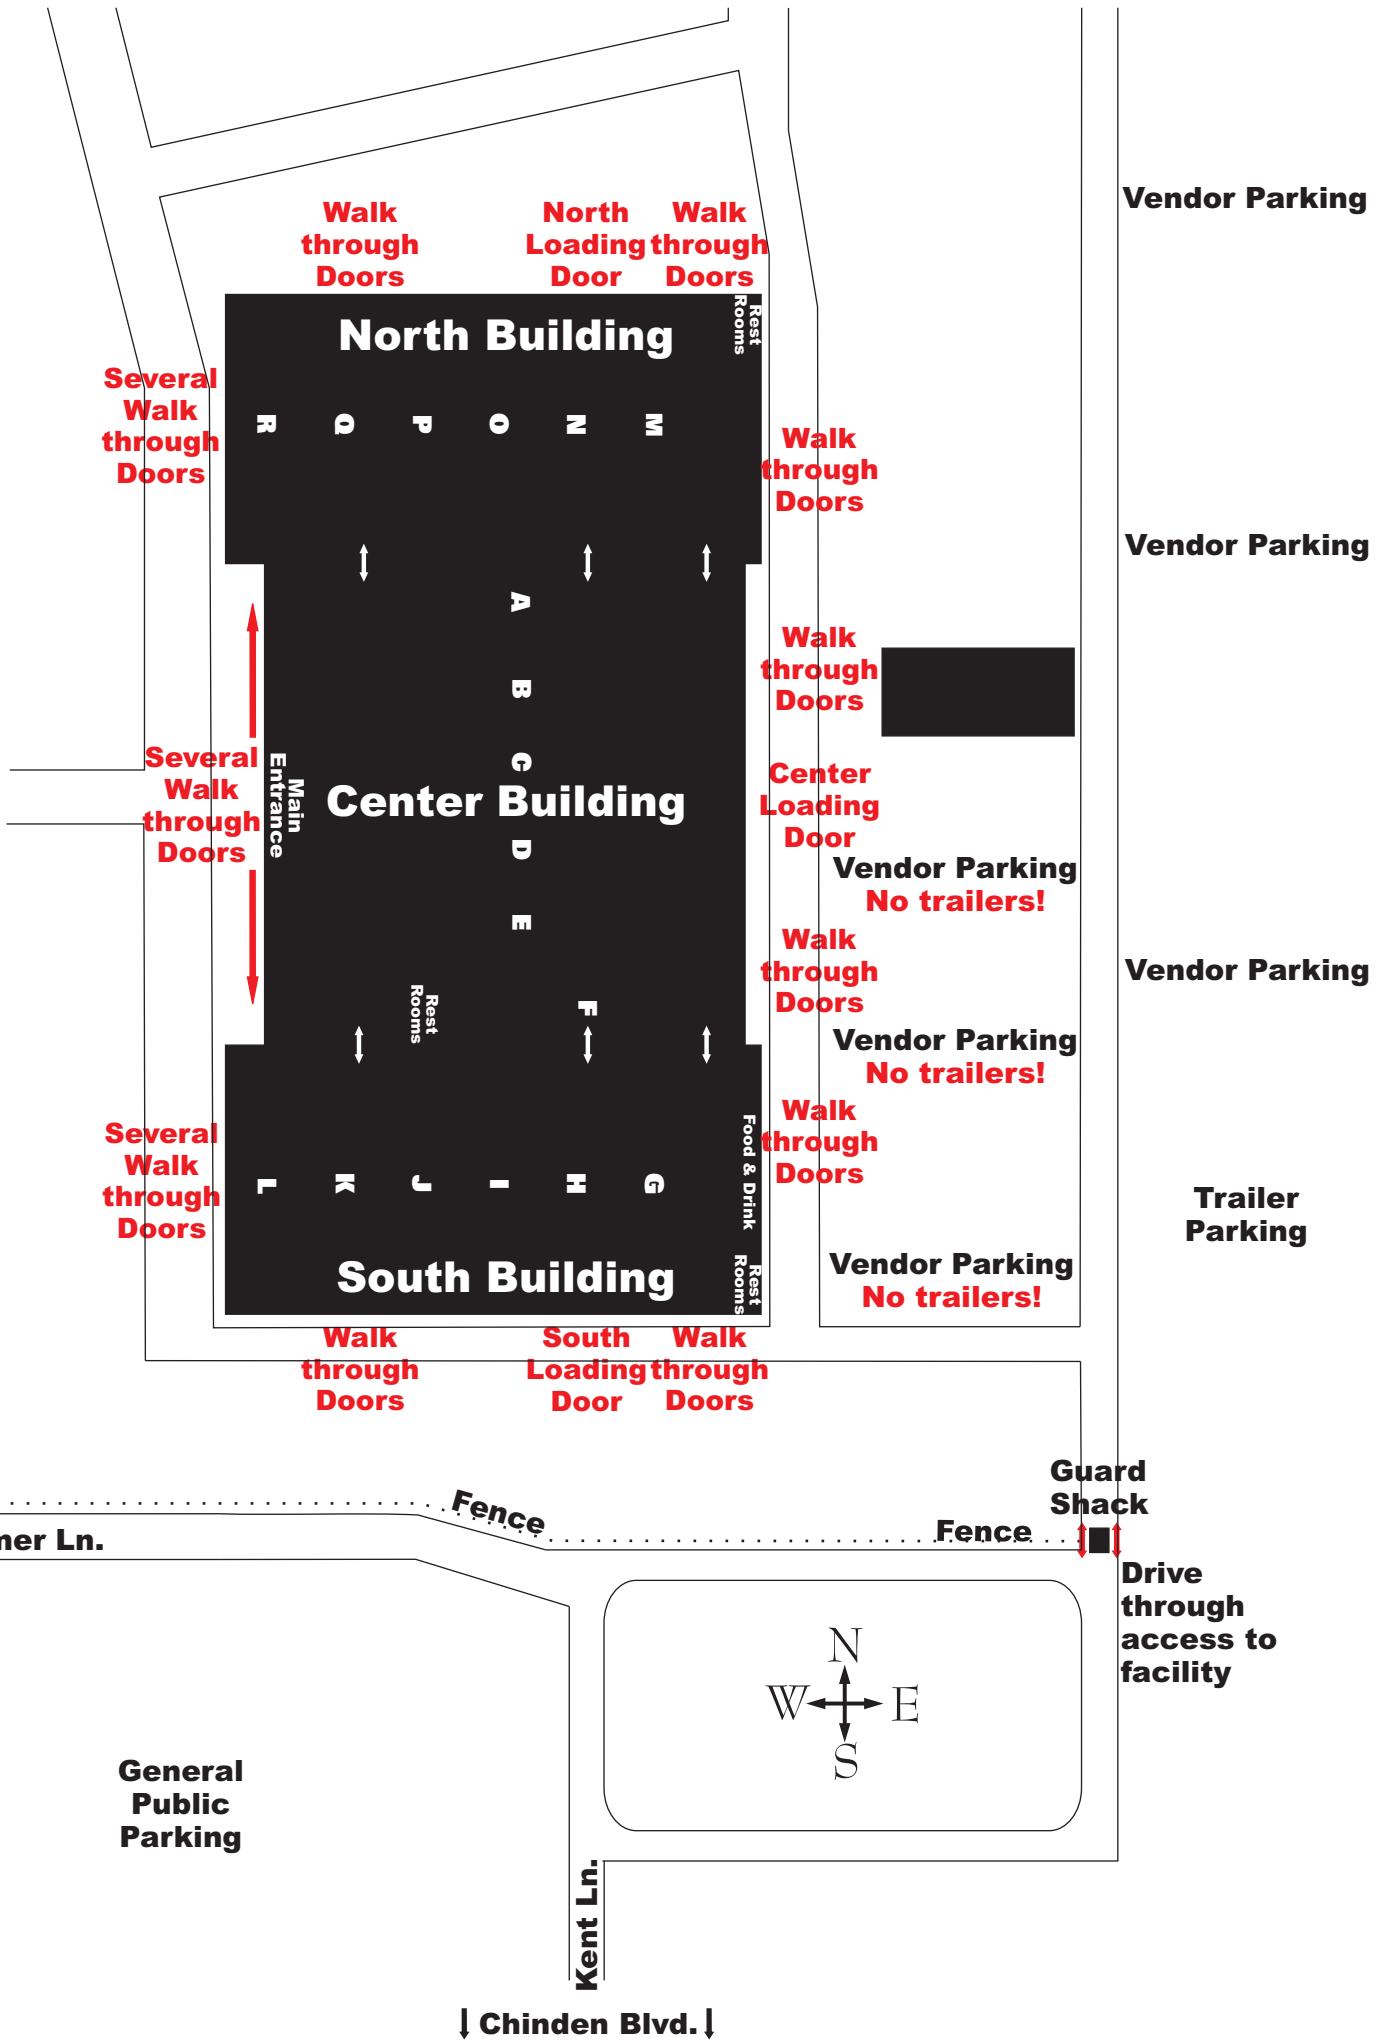 Vendor Parking
Walk
through
Doors
North
Loading
Door
Walk
through
Doors
Rest
Rooms
North Building
Several
Walk
through
Doors
R Q P O N M
Walk
through
Doors
Vendor Parking
A
B
C
D
E
F
Walk
through
Doors
Several
Walk
through
Doors
Main
Entrance
Center Building
Center
Loading
Door
Vendor Parking
No trailers!
Walk
through
Doors
Vendor Parking
Rest
Rooms
Vendor Parking
No trailers!
Several
Walk
through
Doors
L K J I H G
Food & Drink
Walk
through
Doors
Trailer
Parking
South Building
Rest
Rooms
Vendor Parking
No trailers!
Walk
through
Doors
South
Loading
Door
Walk
through
Doors
Guard
Shack
Fence
Fence
mer Ln.
Drive
through
access to
facility
N
W E
S
General
Public
Parking
Kent Ln.
Chinden Blvd.